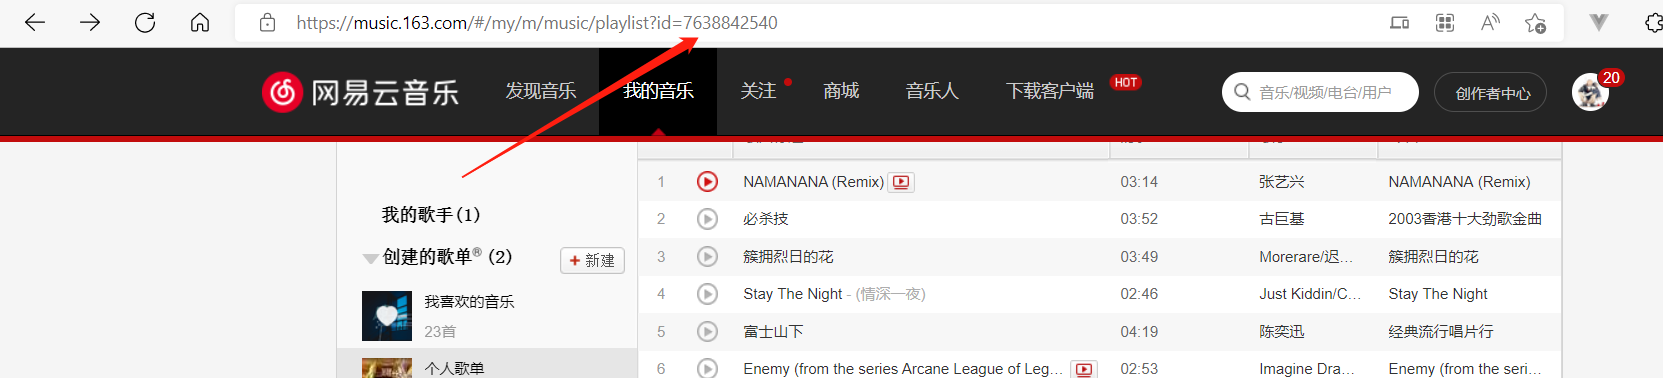 https://music.163.com/#/my/m/music/playlist?id=7638842540
网易云音乐 发现音乐 我的音乐 关注 商城 音乐人 下载客户端 HOT 音乐/视频/电台/用户 创作者中心 20
我的歌手(1)
创建的歌单®(2) 新建
我喜欢的音乐
23首
个人歌单
1 NAMANANA (Remix) 03:14 张艺兴 NAMANANA (Remix)
2 必杀技 03:52 古巨基 2003香港十大劲歌金曲
3 簇拥烈日的花 03:49 Morerare/迟... 簇拥烈日的花
4 Stay The Night - (情深一夜) 02:46 Just Kiddin/C... Stay The Night
5 富士山下 04:19 陈奕迅 经典流行唱片行
6 Enemy (from the series Arcane League of Leg... 02:53 Imagine Dra... Enemy (from the series